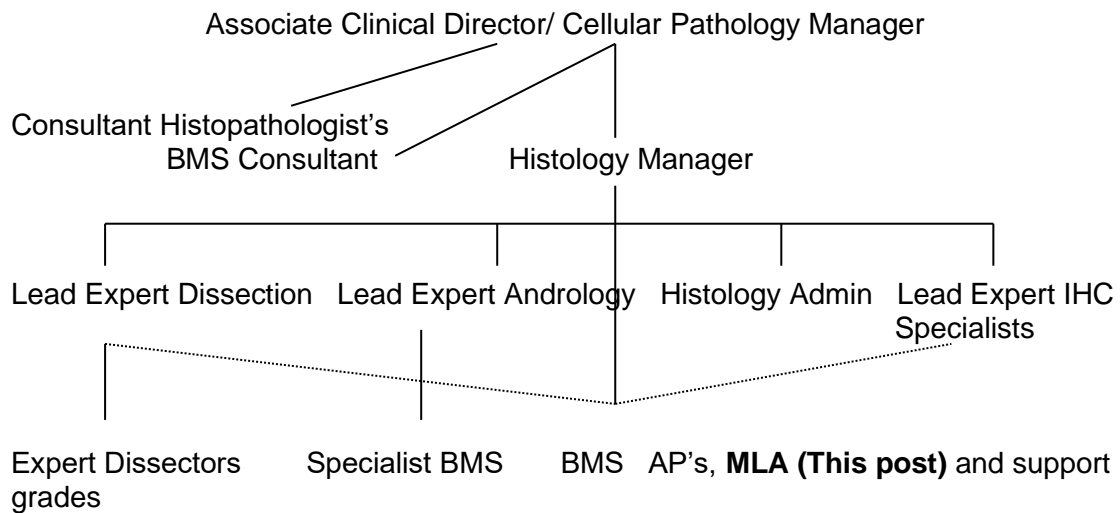 Associate Clinical Director/ Cellular Pathology Manager
Consultant Histopathologist’s
BMS Consultant
Histology Manager
Lead Expert Dissection
Lead Expert Andrology
Histology Admin
Lead Expert IHC
Specialists
Expert Dissectors
grades
Specialist BMS
BMS
AP’s, MLA (This post) and support